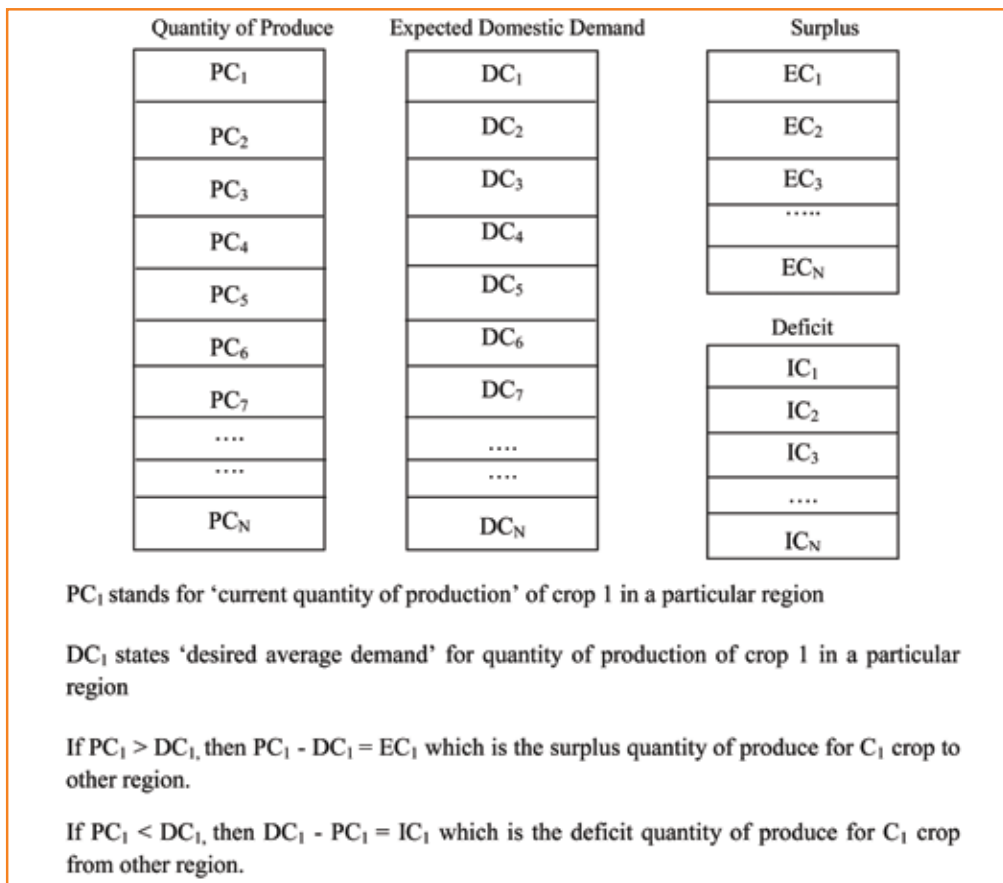 Quantity of Produce
PC₁
PC₂
PC₃
PC₄
PC₅
PC₆
PC₇
....
....
PC_N
Expected Domestic Demand
DC₁
DC₂
DC₃
DC₄
DC₅
DC₆
DC₇
....
....
DC_N
Surplus
EC₁
EC₂
EC₃
.....
EC_N
Deficit
IC₁
IC₂
IC₃
....
IC_N
PC₁ stands for ‘current quantity of production’ of crop 1 in a particular region
DC₁ states ‘desired average demand’ for quantity of production of crop 1 in a particular
region
If PC₁ > DC₁, then PC₁ - DC₁ = EC₁ which is the surplus quantity of produce for C₁ crop to
other region.
If PC₁ < DC₁, then DC₁ - PC₁ = IC₁ which is the deficit quantity of produce for C₁ crop
from other region.